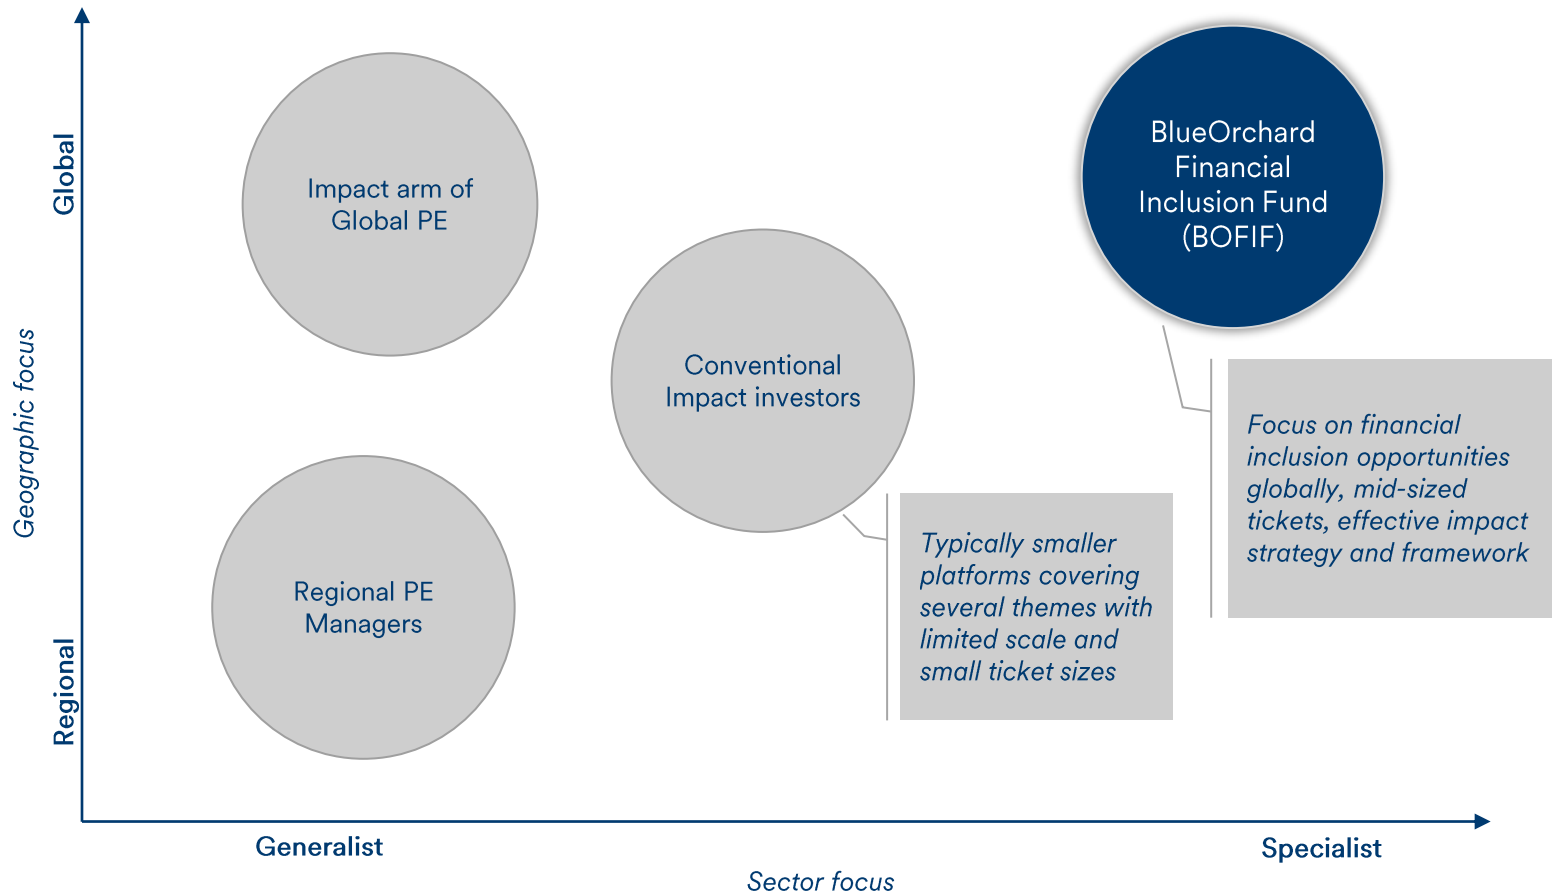 Global
Regional
Geographic focus
Impact arm of
Global PE
BlueOrchard
Financial
Inclusion Fund
(BOFIF)
Conventional
Impact investors
Regional PE
Managers
Focus on financial
inclusion opportunities
globally, mid-sized
tickets, effective impact
strategy and framework
Typically smaller
platforms covering
several themes with
limited scale and
small ticket sizes
Generalist
Specialist
Sector focus